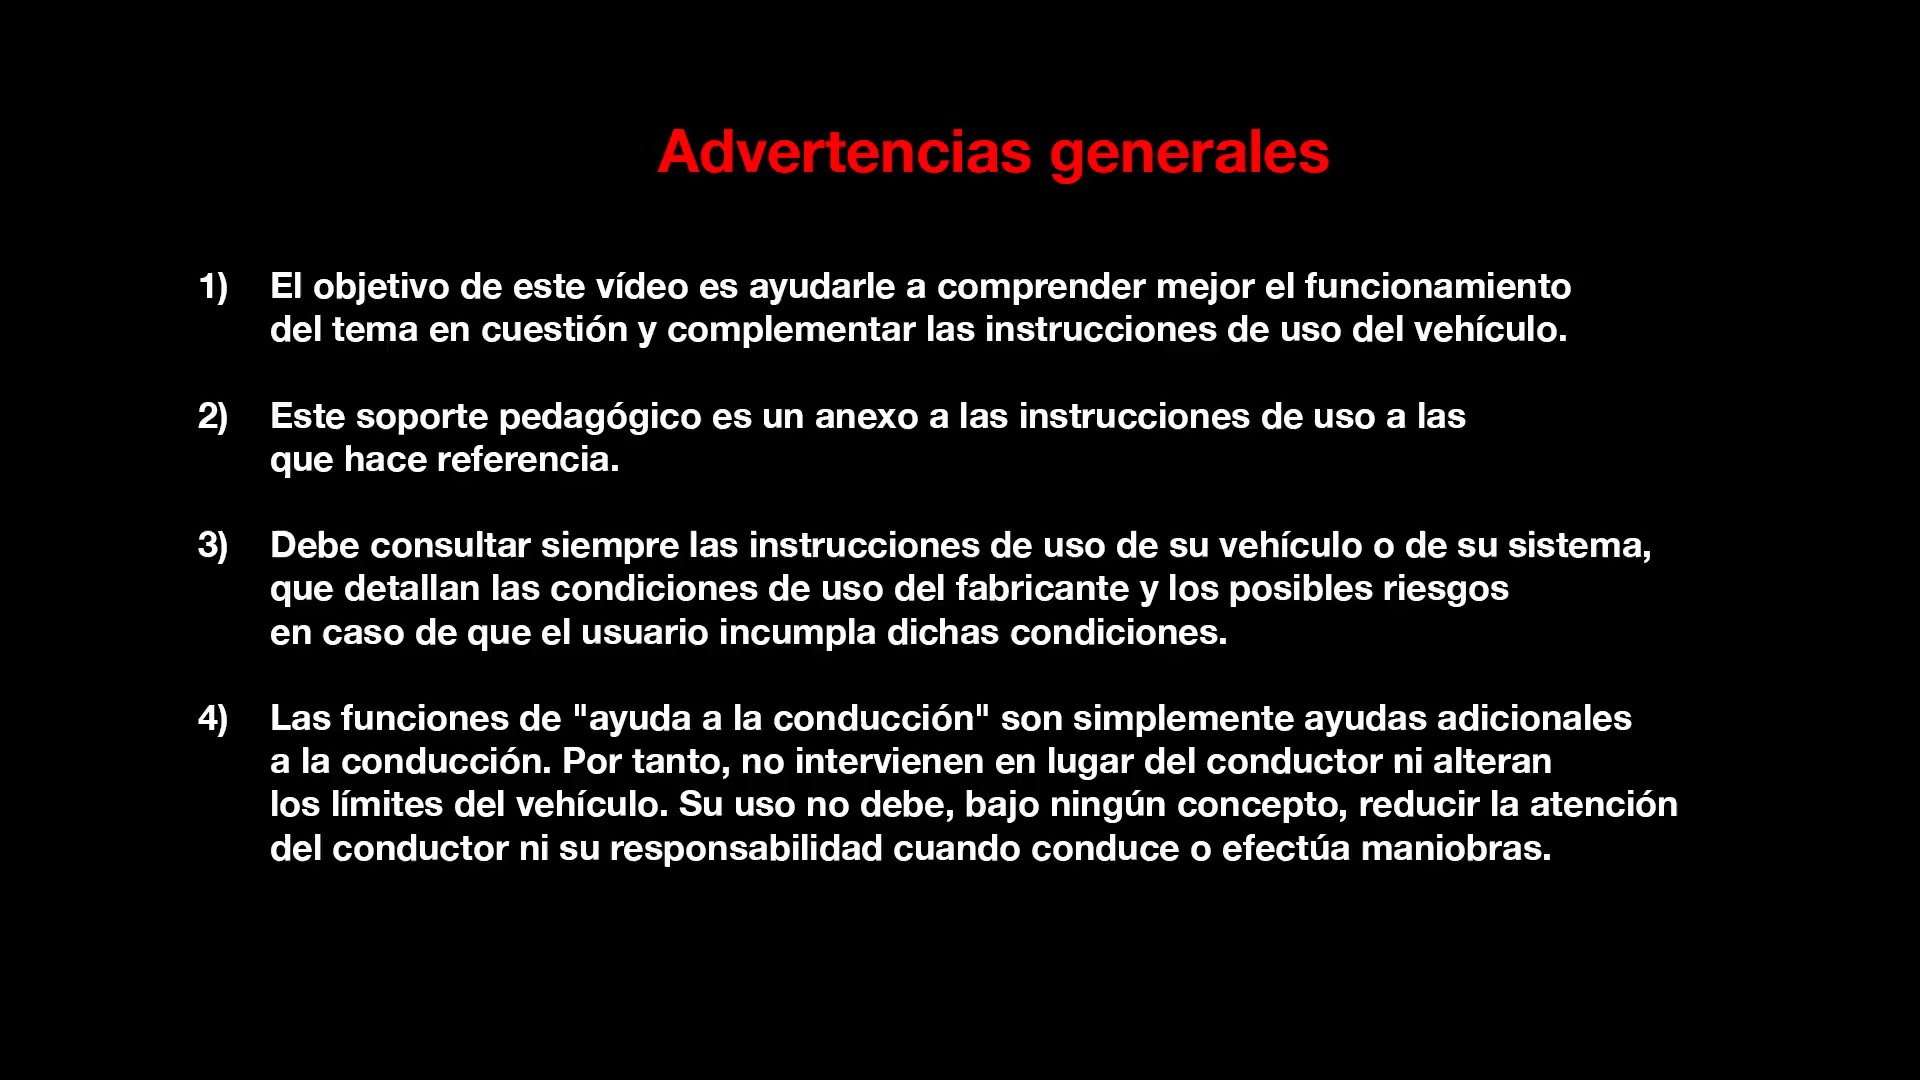 Advertencias generales
1) El objetivo de este vídeo es ayudarle a comprender mejor el funcionamiento
del tema en cuestión y complementar las instrucciones de uso del vehículo.
2) Este soporte pedagógico es un anexo a las instrucciones de uso a las
que hace referencia.
3) Debe consultar siempre las instrucciones de uso de su vehículo o de su sistema,
que detallan las condiciones de uso del fabricante y los posibles riesgos
en caso de que el usuario incumpla dichas condiciones.
4) Las funciones de "ayuda a la conducción" son simplemente ayudas adicionales
a la conducción. Por tanto, no intervienen en lugar del conductor ni alteran
los límites del vehículo. Su uso no debe, bajo ningún concepto, reducir la atención
del conductor ni su responsabilidad cuando conduce o efectúa maniobras.